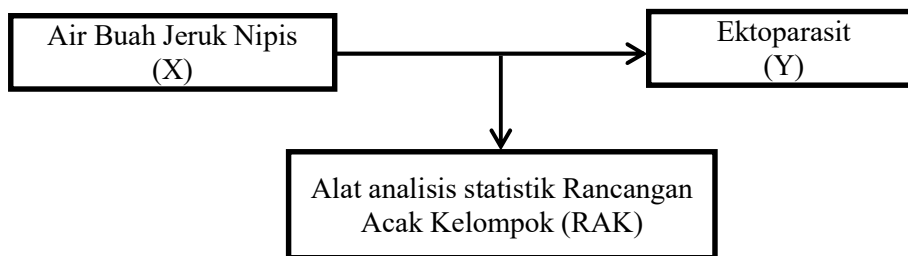 Air Buah Jeruk Nipis
(X)
Ektoparasit
(Y)
Alat analisis statistik Rancangan
Acak Kelompok (RAK)